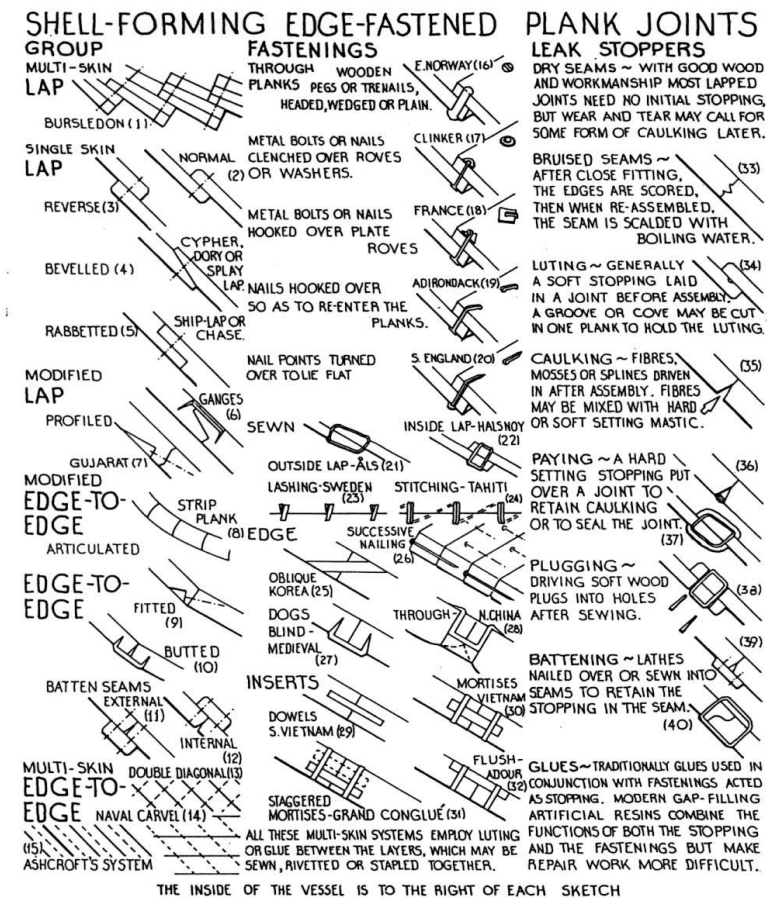 SHELL-FORMING EDGE-FASTENED PLANK JOINTS
GROUP
MULTI-SKIN
LAP
BURSLEDON (1)
SINGLE SKIN
LAP
NORMAL
(2)
REVERSE (3)
CYPHER,
DORY OR
SPLAY
LAP.
BEVELLED (4)
SHIP-LAP OR
CHASE.
RABBETTED (5)
MODIFIED
LAP
GANGES
(6)
PROFILED
GUJARAT (7)
MODIFIED
EDGE-TO-
EDGE
STRIP
PLANK
(8)
ARTICULATED
EDGE-TO-
EDGE
FITTED
(9)
BUTTED
(10)
BATTEN SEAMS
EXTERNAL
(11)
INTERNAL
(12)
MULTI-SKIN DOUBLE DIAGONAL (13)
EDGE-TO-
EDGE NAVAL CARVEL (14)
(15)
ASHCROFT'S SYSTEM
FASTENINGS
THROUGH WOODEN
PLANKS PEGS OR TRENAILS,
HEADED, WEDGED OR PLAIN.
E. NORWAY (16)
METAL BOLTS OR NAILS
CLENCHED OVER ROVES
OR WASHERS.
CLINKER (17)
METAL BOLTS OR NAILS
HOOKED OVER PLATE
ROVES
FRANCE (18)
NAILS HOOKED OVER
SO AS TO RE-ENTER THE
PLANKS.
ADIRONDACK (19)
NAIL POINTS TURNED
OVER TO LIE FLAT
S. ENGLAND (20)
SEWN
OUTSIDE LAP-ÅLS (21)
INSIDE LAP-HALSNOY
(22)
LASHING-SWEDEN
(23)
STITCHING-TAHITI
(24)
EDGE
OBLIQUE
KOREA (25)
SUCCESSIVE
NAILING
(26)
DOGS
BLIND-
MEDIEVAL
(27)
THROUGH-
N. CHINA
(28)
INSERTS
DOWELS
S. VIETNAM (29)
MORTISES
VIETNAM
(30)
STAGGERED
MORTISES-GRAND CONGLUÉ (31)
FLUSH-
ADOUR
(32)
ALL THESE MULTI-SKIN SYSTEMS EMPLOY LUTING
OR GLUE BETWEEN THE LAYERS, WHICH MAY BE
SEWN, RIVETTED OR STAPLED TOGETHER.
LEAK STOPPERS
DRY SEAMS ~ WITH GOOD WOOD
AND WORKMANSHIP MOST LAPPED
JOINTS NEED NO INITIAL STOPPING,
BUT WEAR AND TEAR MAY CALL FOR
SOME FORM OF CAULKING LATER.
BRUISED SEAMS ~
AFTER CLOSE FITTING,
THE EDGES ARE SCORED,
THEN WHEN RE-ASSEMBLED,
THE SEAM IS SCALDED WITH
BOILING WATER.
(33)
LUTING ~ GENERALLY
A SOFT STOPPING LAID
IN A JOINT BEFORE ASSEMBLY.
A GROOVE OR COVE MAY BE CUT
IN ONE PLANK TO HOLD THE LUTING.
(34)
CAULKING ~ FIBRES,
MOSSES OR SPLINES DRIVEN
IN AFTER ASSEMBLY. FIBRES
MAY BE MIXED WITH HARD
OR SOFT SETTING MASTIC.
(35)
PAYING ~ A HARD
SETTING STOPPING PUT
OVER A JOINT TO
RETAIN CAULKING
OR TO SEAL THE JOINT.
(36)
(37)
PLUGGING ~
DRIVING SOFT WOOD
PLUGS INTO HOLES
AFTER SEWING.
(38)
(39)
BATTENING ~ LATHES
NAILED OVER OR SEWN INTO
SEAMS TO RETAIN THE
STOPPING IN THE SEAM.
(40)
GLUES ~ TRADITIONALLY GLUES USED IN
CONJUNCTION WITH FASTENINGS ACTED
AS STOPPING. MODERN GAP-FILLING
ARTIFICIAL RESINS COMBINE THE
FUNCTIONS OF BOTH THE STOPPING
AND THE FASTENINGS BUT MAKE
REPAIR WORK MORE DIFFICULT.
THE INSIDE OF THE VESSEL IS TO THE RIGHT OF EACH SKETCH